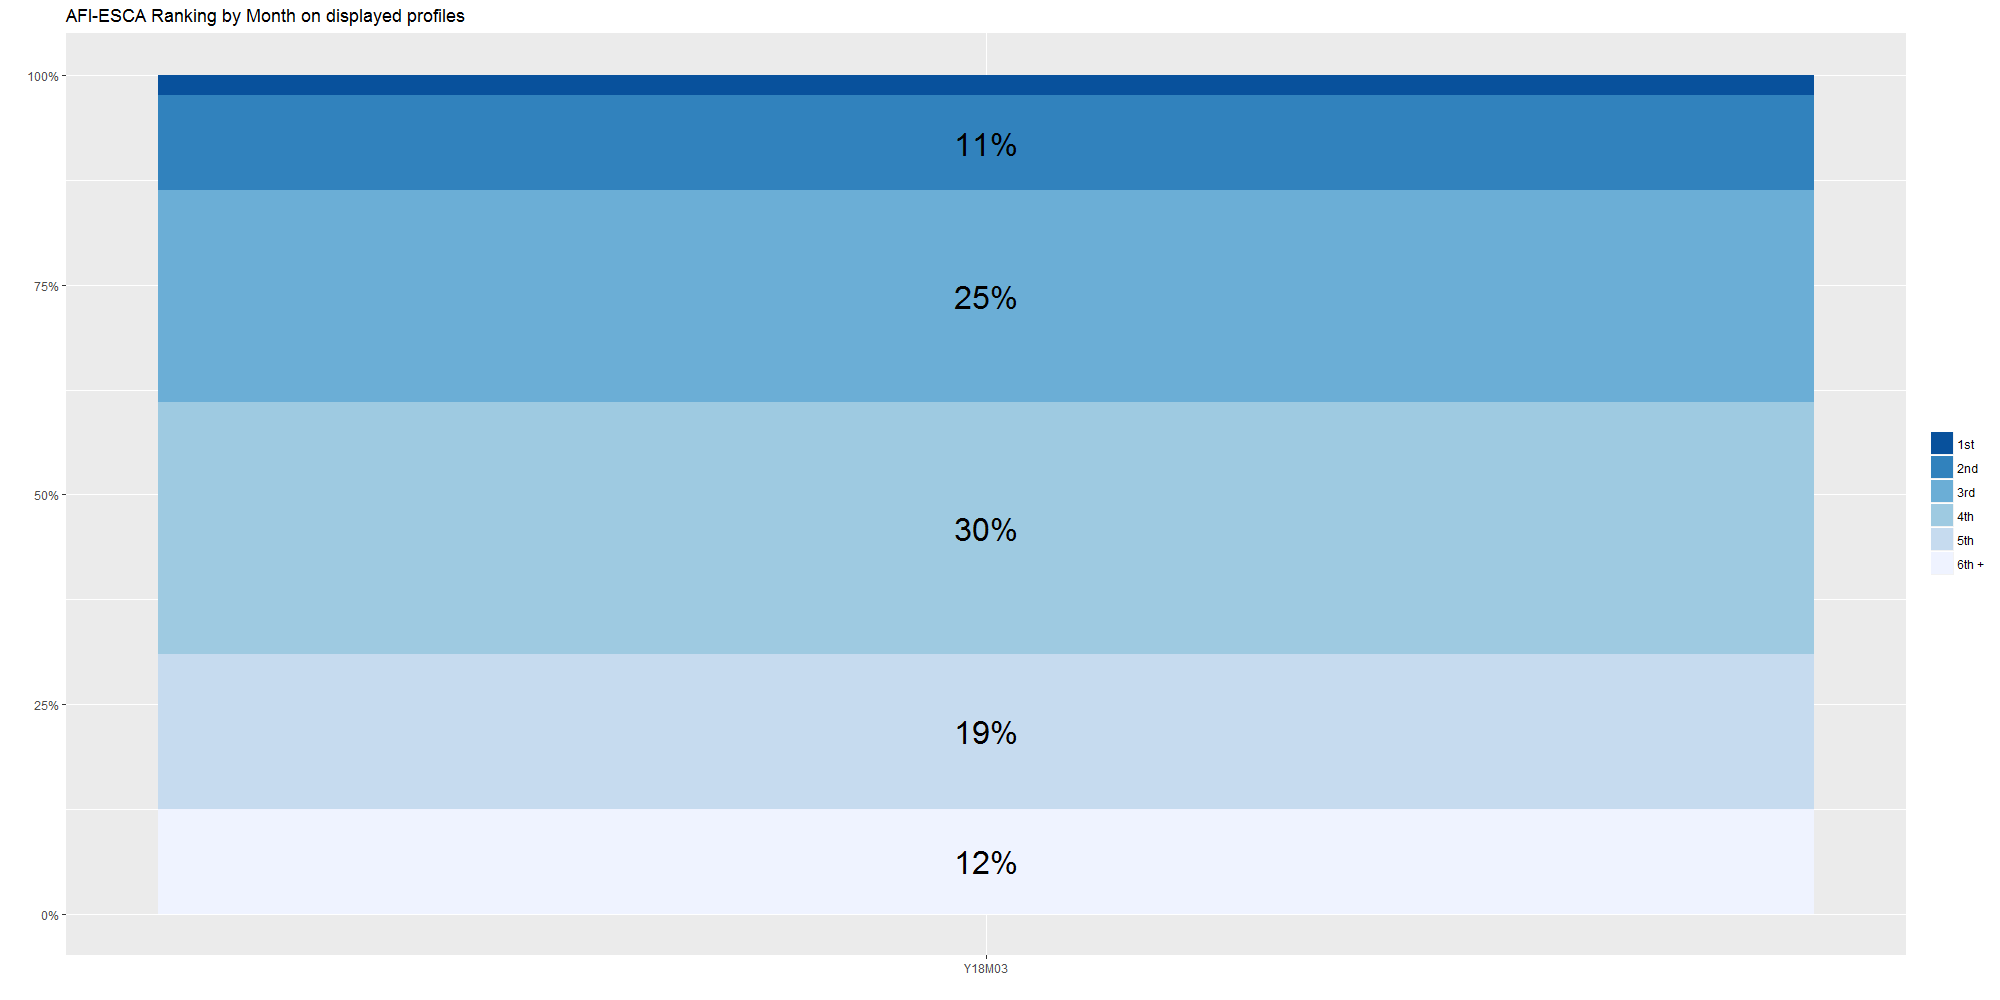 AFI-ESCA Ranking by Month on displayed profiles
100%
75%
50%
25%
0%
11%
25%
30%
19%
12%
Y18M03
1st
2nd
3rd
4th
5th
6th +